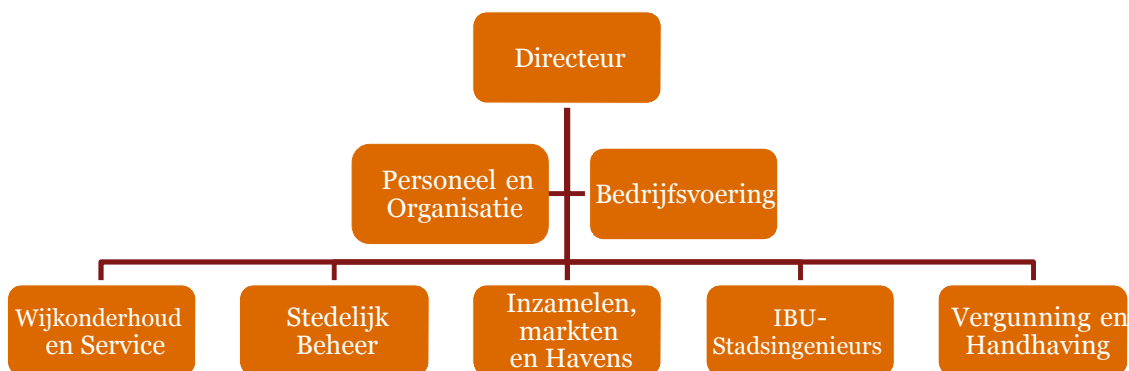 Directeur
Personeel en
Organisatie
Bedrijfsvoering
Wijkonderhoud
en Service
Stedelijk
Beheer
Inzamelen,
markten
en Havens
IBU-
Stadsingenieurs
Vergunning en
Handhaving